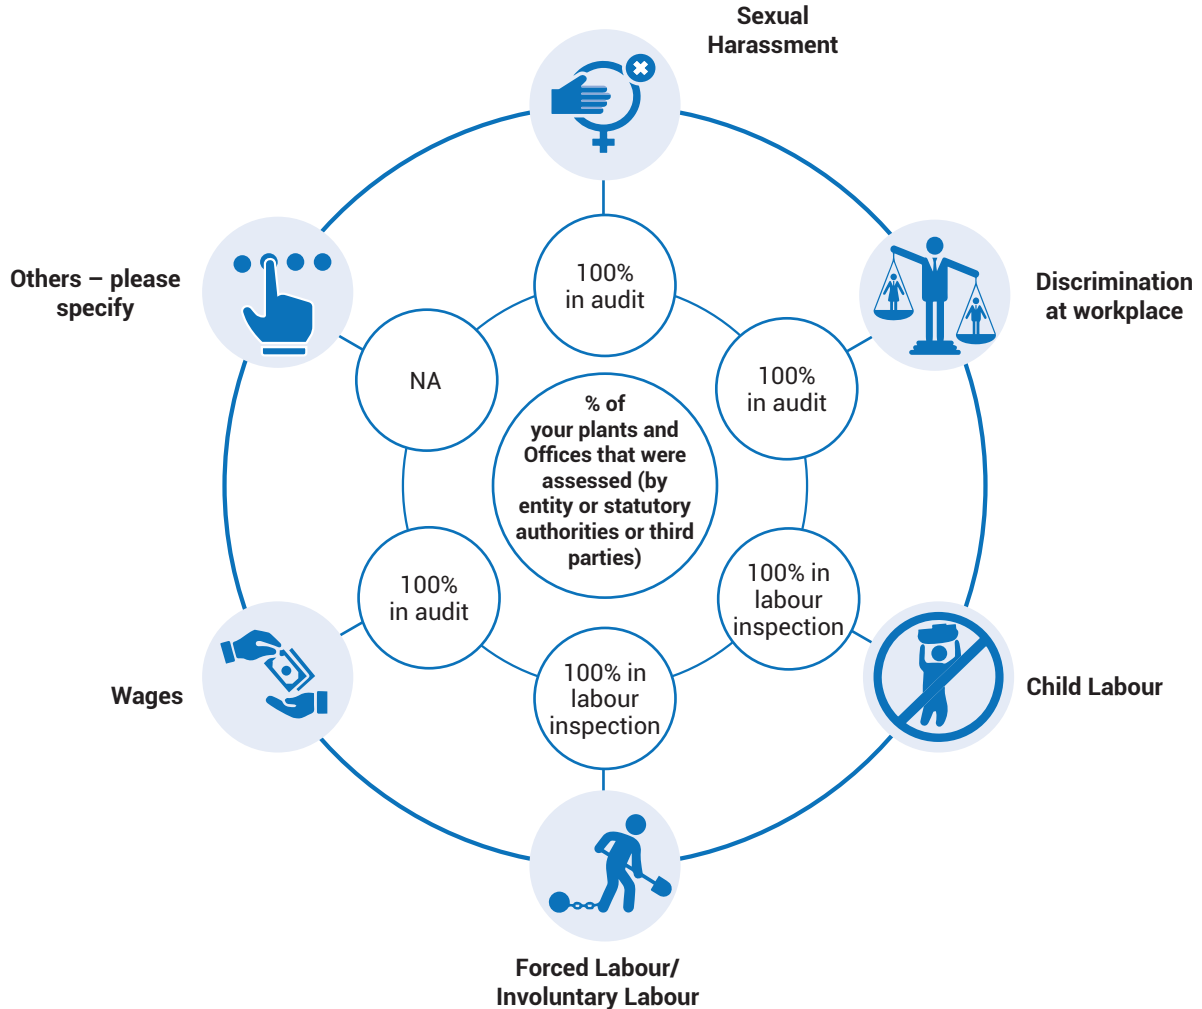 Sexual
Harassment
100%
in audit
Discrimination
at workplace
100%
in audit
Others – please
specify
NA
% of
your plants and
Offices that were
assessed (by
entity or statutory
authorities or third
parties)
100% in
labour
inspection
Child Labour
100%
in audit
Wages
100% in
labour
inspection
Forced Labour/
Involuntary Labour